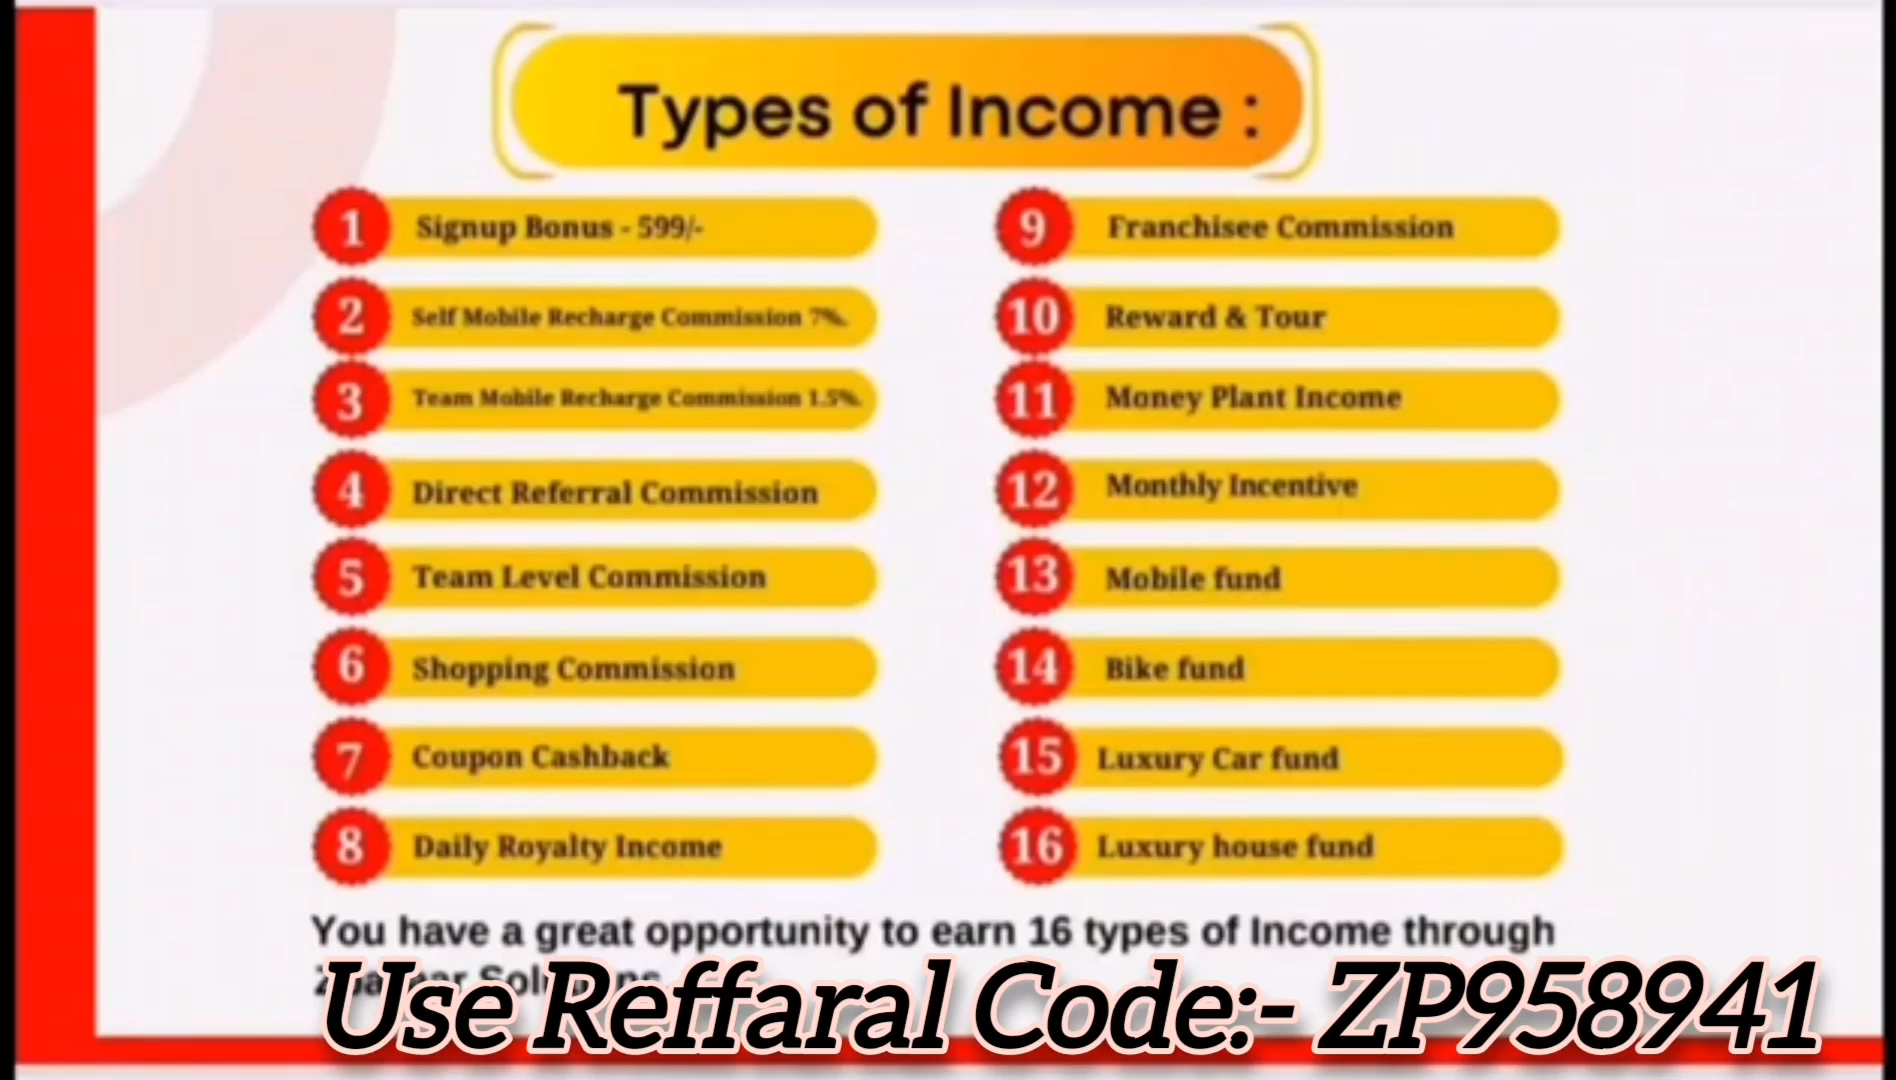 Types of Income :
1 Signup Bonus - 599/-
2 Self Mobile Recharge Commission 7%.
3 Team Mobile Recharge Commission 1.5%.
4 Direct Referral Commission
5 Team Level Commission
6 Shopping Commission
7 Coupon Cashback
8 Daily Royalty Income
9 Franchisee Commission
10 Reward & Tour
11 Money Plant Income
12 Monthly Incentive
13 Mobile fund
14 Bike fund
15 Luxury Car fund
16 Luxury house fund
You have a great opportunity to earn 16 types of Income through
Use Reffaral Code:- ZP958941